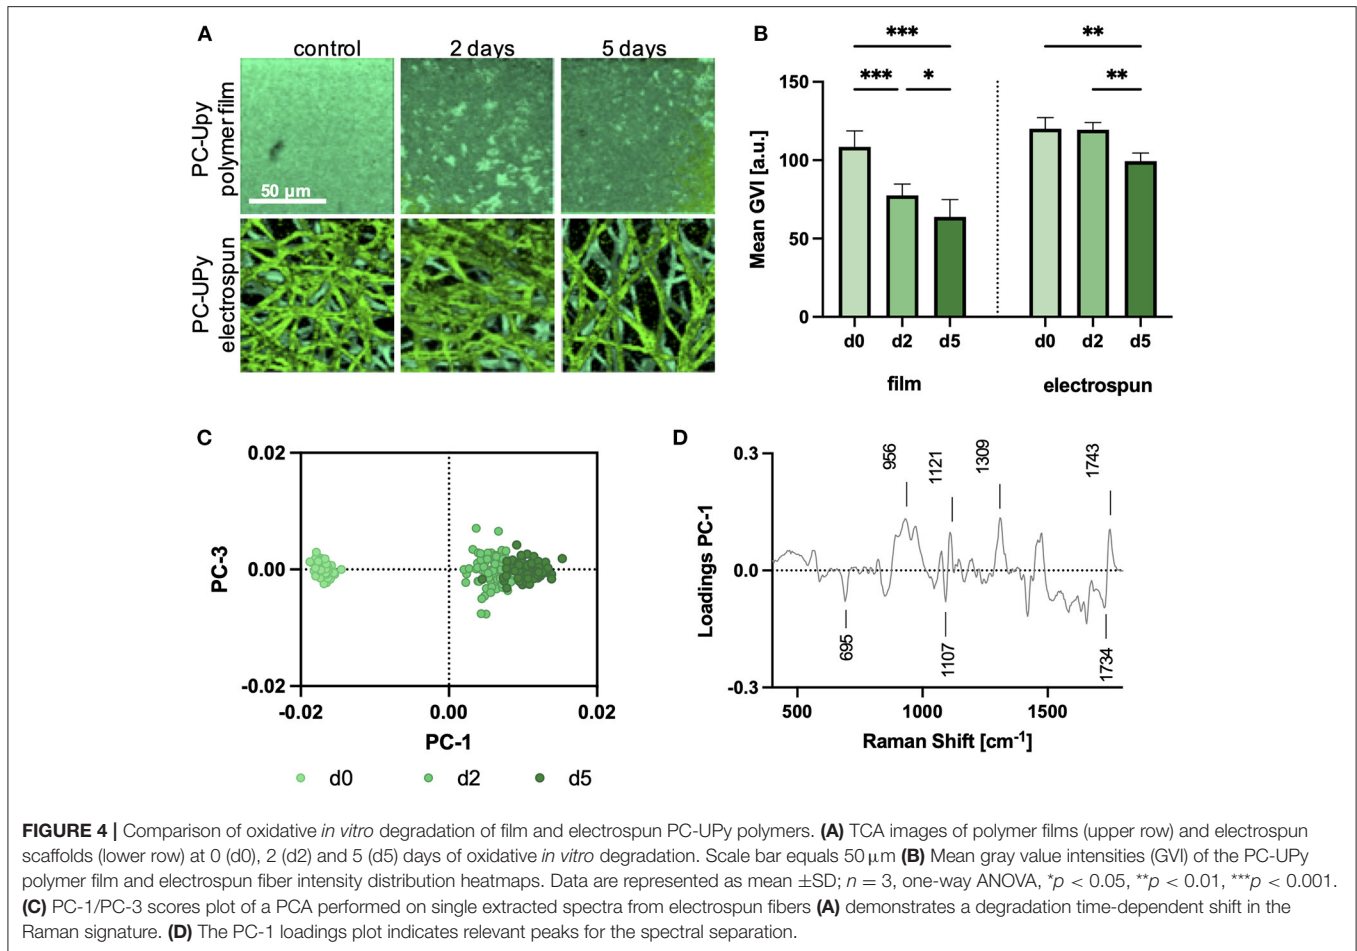 A
control
2 days
5 days
PC-Upy
polymer film
50 µm
PC-UPy
electrospun
B
***
**
***
*
**
Mean GVI [a.u.]
150
100
50
0
d0
d2
d5
d0
d2
d5
film
electrospun
C
PC-3
0.02
0.00
-0.02
-0.02
0.00
0.02
PC-1
d0
d2
d5
D
Loadings PC-1
0.3
0.0
-0.3
956
1121
1309
1743
695
1107
1734
500
1000
1500
Raman Shift [cm⁻¹]
FIGURE 4 | Comparison of oxidative in vitro degradation of film and electrospun PC-UPy polymers. (A) TCA images of polymer films (upper row) and electrospun
scaffolds (lower row) at 0 (d0), 2 (d2) and 5 (d5) days of oxidative in vitro degradation. Scale bar equals 50 µm (B) Mean gray value intensities (GVI) of the PC-UPy
polymer film and electrospun fiber intensity distribution heatmaps. Data are represented as mean ±SD; n = 3, one-way ANOVA, *p < 0.05, **p < 0.01, ***p < 0.001.
(C) PC-1/PC-3 scores plot of a PCA performed on single extracted spectra from electrospun fibers (A) demonstrates a degradation time-dependent shift in the
Raman signature. (D) The PC-1 loadings plot indicates relevant peaks for the spectral separation.